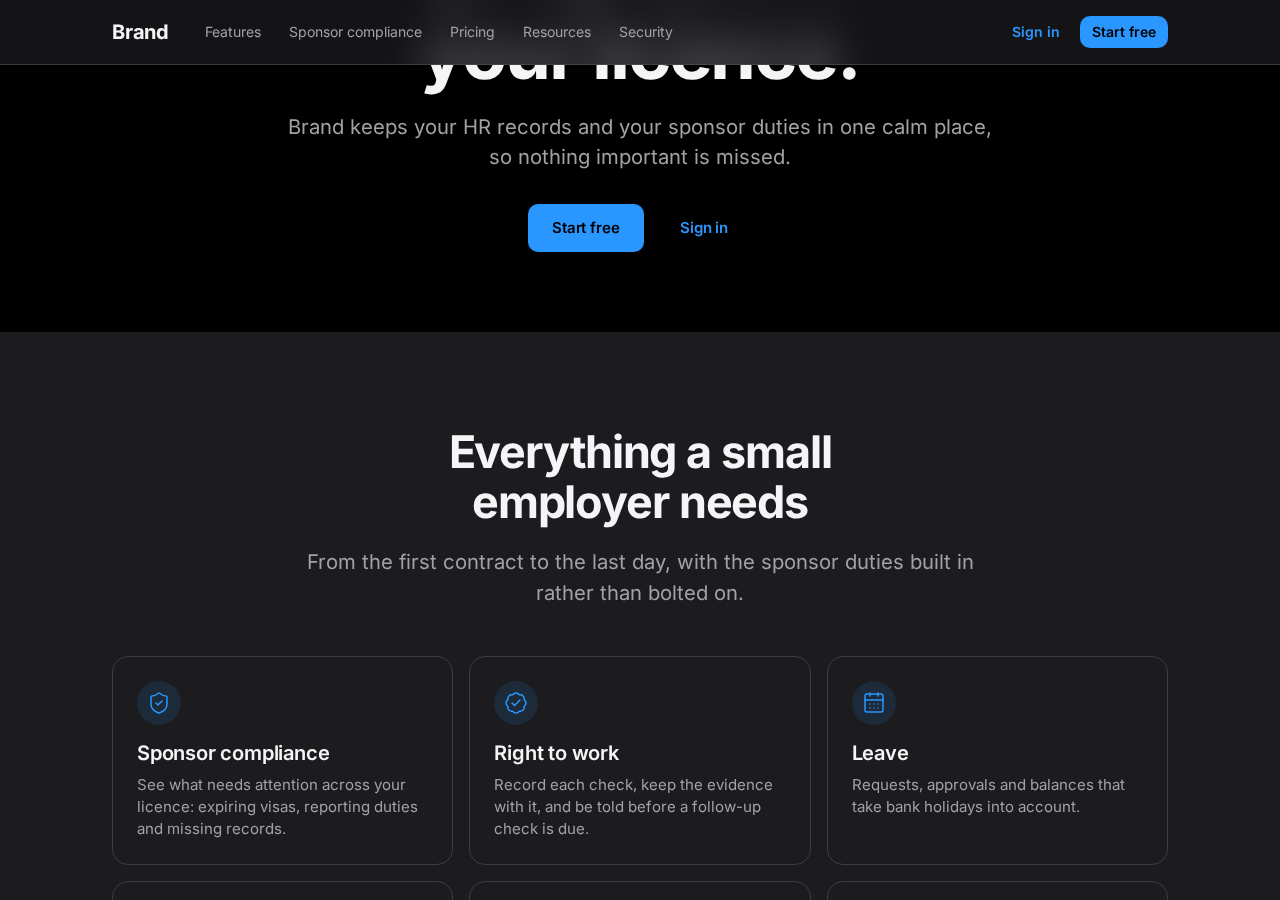 Brand
Features
Sponsor compliance
Pricing
Resources
Security
Sign in
Start free
your licence.
Brand keeps your HR records and your sponsor duties in one calm place,
so nothing important is missed.
Start free
Sign in
Everything a small
employer needs
From the first contract to the last day, with the sponsor duties built in
rather than bolted on.
Sponsor compliance
See what needs attention across your
licence: expiring visas, reporting duties
and missing records.
Right to work
Record each check, keep the evidence
with it, and be told before a follow-up
check is due.
Leave
Requests, approvals and balances that
take bank holidays into account.